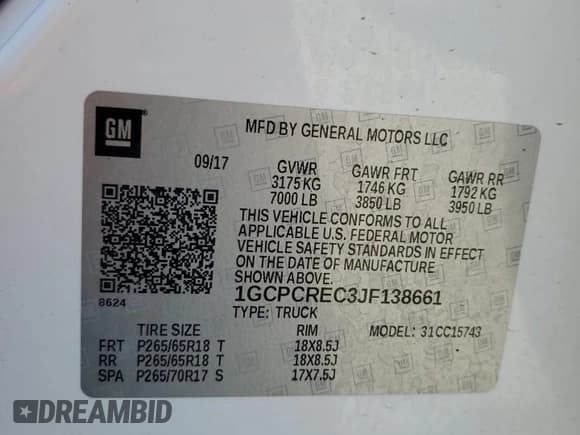 GM
MFD BY GENERAL MOTORS LLC
09/17 GVWR GAWR FRT GAWR RR
3175 KG 1746 KG 1792 KG
7000 LB 3850 LB 3950 LB
THIS VEHICLE CONFORMS TO ALL
APPLICABLE U.S. FEDERAL MOTOR
VEHICLE SAFETY STANDARDS IN EFFECT
ON THE DATE OF MANUFACTURE
SHOWN ABOVE.
8624
1GCPCREC3JF138661
TYPE: TRUCK MODEL: 31CC15743
TIRE SIZE RIM
FRT P265/65R18 T 18X8.5J
RR P265/65R18 T 18X8.5J
SPA P265/70R17 S 17X7.5J
DREAMBID